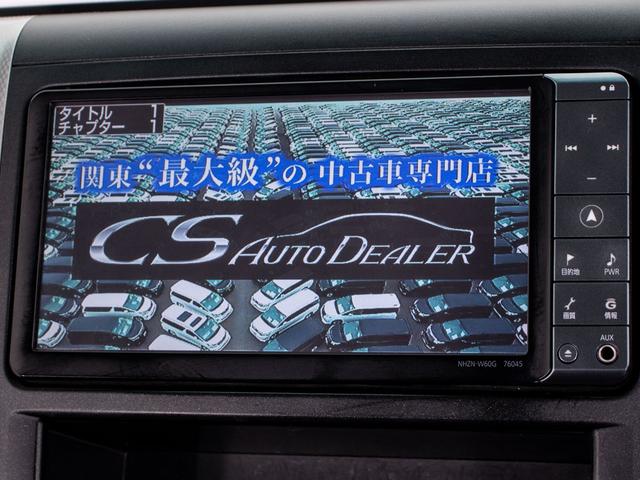 タイトル 1
チャプター 1
関東“最大級”の 中古車専門店
CS AUTO DEALER
NHZN-W60G 76045
+
−
目的地
PWR
画質
G
情報
AUX